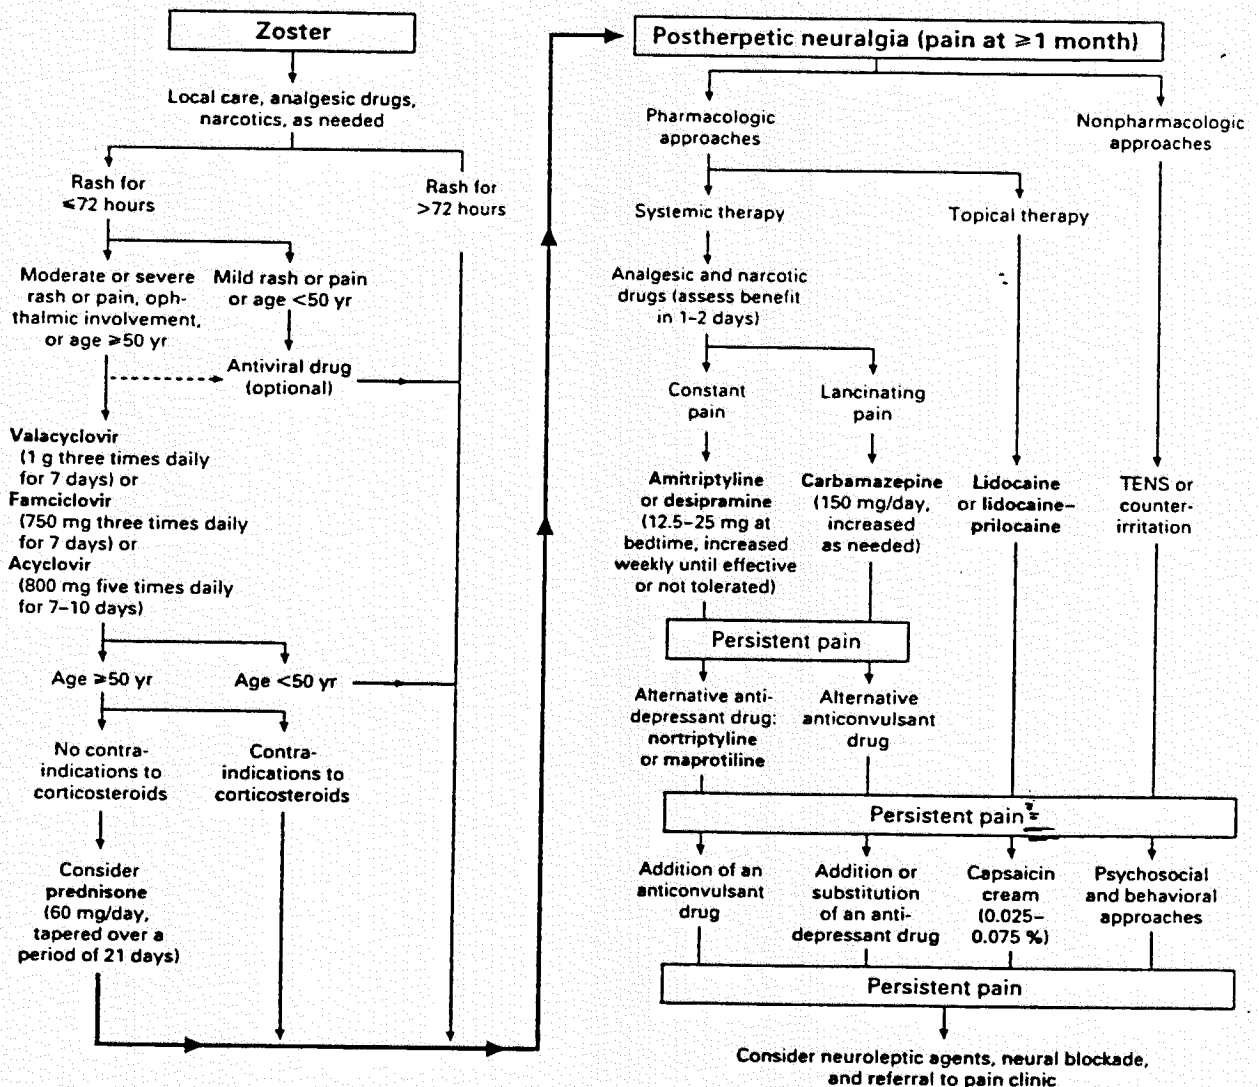 Zoster
Local care, analgesic drugs,
narcotics, as needed
Rash for
≤72 hours
Rash for
>72 hours
Moderate or severe
rash or pain, oph-
thalmic involvement,
or age ≥50 yr
Mild rash or pain
or age <50 yr
Antiviral drug
(optional)
Valacyclovir
(1 g three times daily
for 7 days) or
Famciclovir
(750 mg three times daily
for 7 days) or
Acyclovir
(800 mg five times daily
for 7–10 days)
Age ≥50 yr
Age <50 yr
No contra-
indications to
corticosteroids
Contra-
indications to
corticosteroids
Consider
prednisone
(60 mg/day,
tapered over a
period of 21 days)
Postherpetic neuralgia (pain at ≥1 month)
Pharmacologic
approaches
Nonpharmacologic
approaches
Systemic therapy
Topical therapy
Analgesic and narcotic
drugs (assess benefit
in 1–2 days)
Constant
pain
Lancinating
pain
Amitriptyline
or desipramine
(12.5–25 mg at
bedtime, increased
weekly until effective
or not tolerated)
Carbamazepine
(150 mg/day,
increased
as needed)
Lidocaine
or lidocaine–
prilocaine
TENS or
counter-
irritation
Persistent pain
Alternative anti-
depressant drug:
nortriptyline
or maprotiline
Alternative
anticonvulsant
drug
Persistent pain
Addition of an
anticonvulsant
drug
Addition or
substitution
of an anti-
depressant drug
Capsaicin
cream
(0.025–
0.075 %)
Psychosocial
and behavioral
approaches
Persistent pain
Consider neuroleptic agents, neural blockade,
and referral to pain clinic